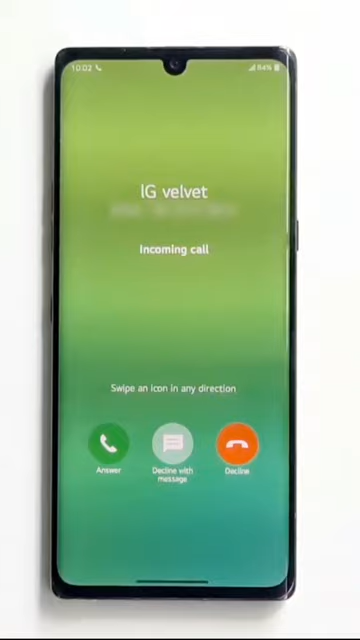 10:02
84%
lG velvet
Incoming call
Swipe an icon in any direction
Answer
Decline with
message
Decline